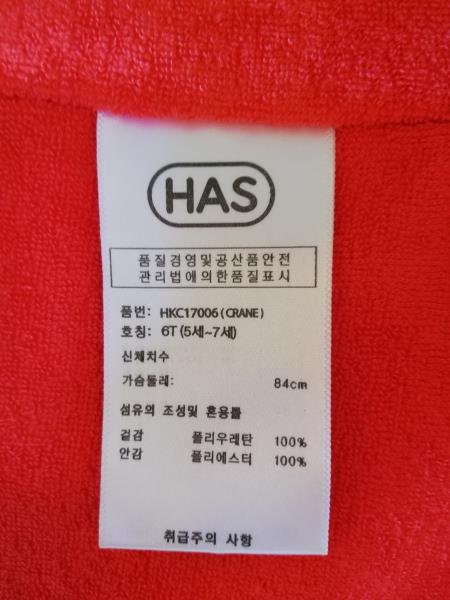 HAS
품질경영및공산품안전
관리법에의한품질표시
품번: HKC17006 (CRANE)
호칭: 6T (5세~7세)
신체치수
가슴둘레: 84cm
섬유의 조성및 혼용률
겉감 폴리우레탄 100%
안감 폴리에스터 100%
취급주의 사항